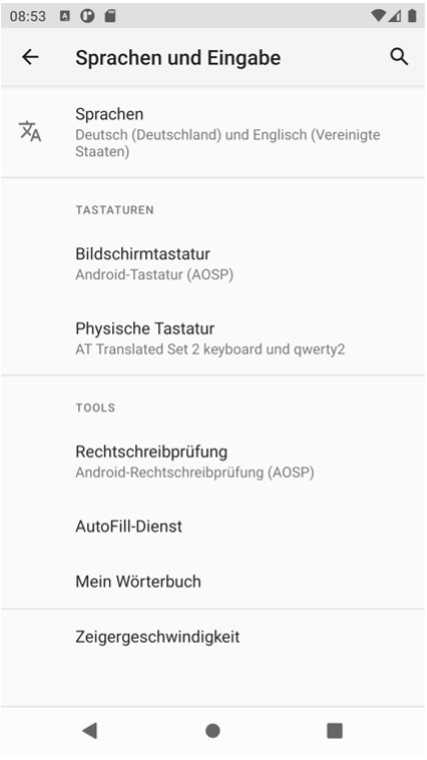 08:53
Sprachen und Eingabe
Sprachen
Deutsch (Deutschland) und Englisch (Vereinigte
Staaten)
TASTATUREN
Bildschirmtastatur
Android-Tastatur (AOSP)
Physische Tastatur
AT Translated Set 2 keyboard und qwerty2
TOOLS
Rechtschreibprüfung
Android-Rechtschreibprüfung (AOSP)
AutoFill-Dienst
Mein Wörterbuch
Zeigergeschwindigkeit